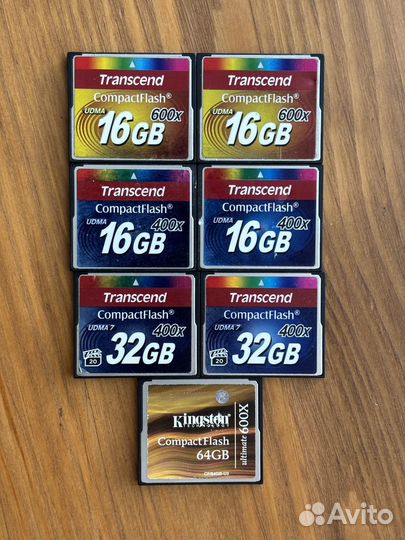 Transcend
CompactFlash®
600x
UDMA
16GB
Transcend
CompactFlash®
600x
UDMA
16GB
Transcend
CompactFlash®
400x
UDMA
16GB
Transcend
CompactFlash®
400x
UDMA
16GB
Transcend
CompactFlash®
UDMA 7
400x
20
32GB
Transcend
CompactFlash®
UDMA 7
400x
20
32GB
Kingston
TECHNOLOGY
CompactFlash
64GB
ultimate 600X
Avito